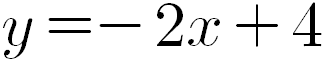 y = −2x + 4